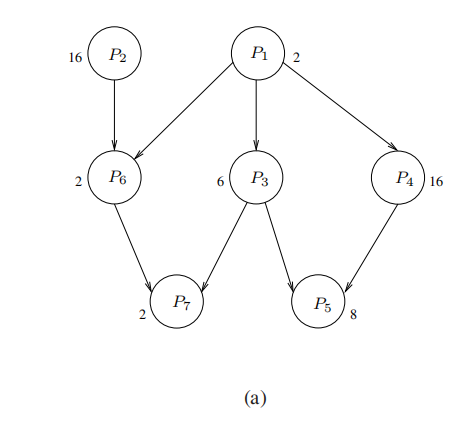 16 P₂ P₁ 2
2 P₆ 6 P₃ P₄ 16
2 P₇ P₅ 8
(a)